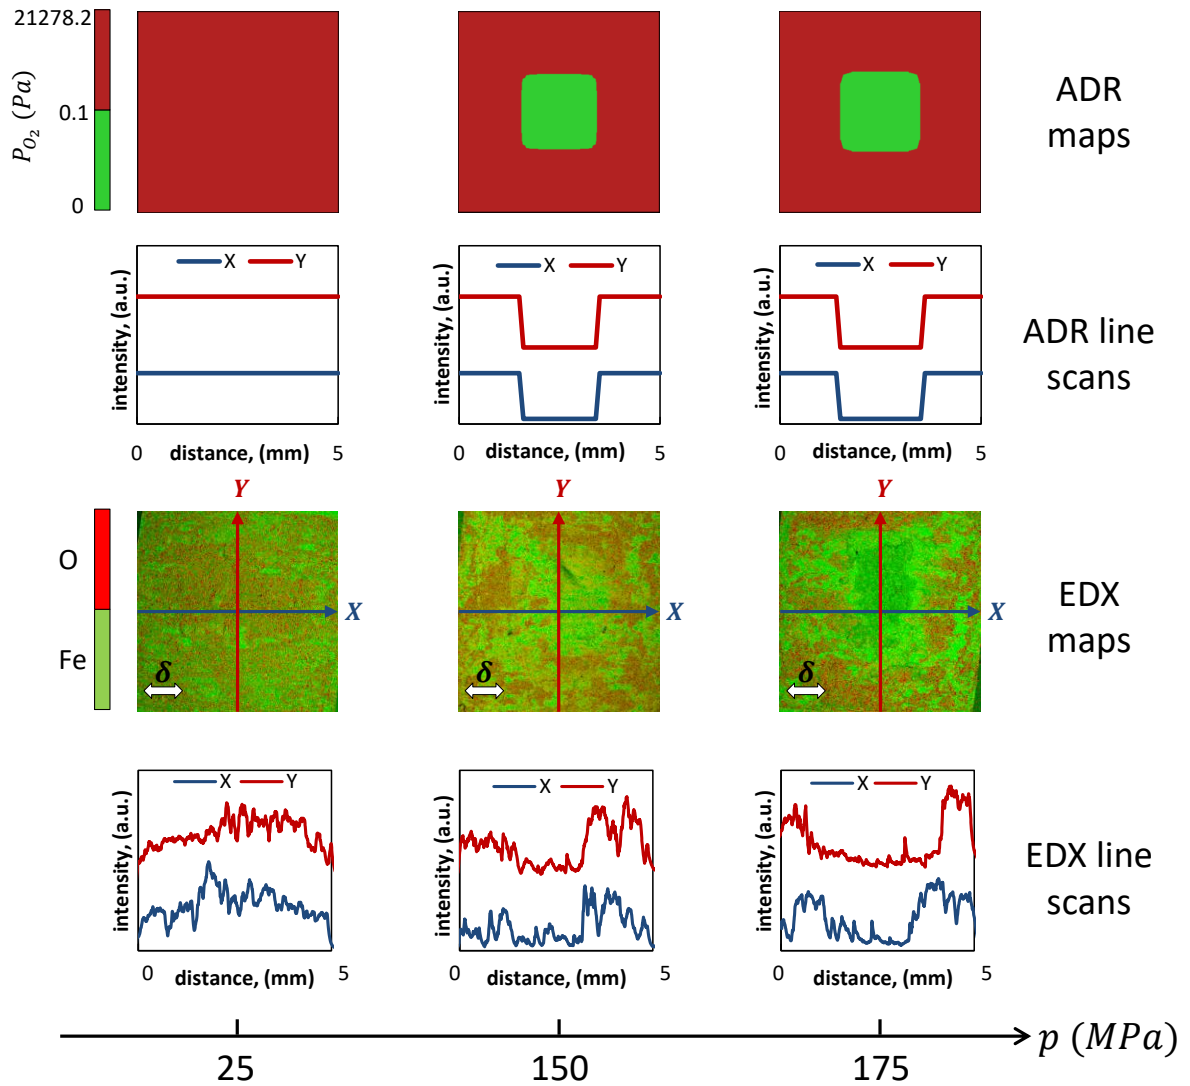 21278.2
P_{O_2} (Pa)
0.1
0
ADR
maps
intensity, (a.u.)
X Y
0 distance, (mm) 5
intensity, (a.u.)
X Y
0 distance, (mm) 5
intensity, (a.u.)
X Y
0 distance, (mm) 5
ADR line
scans
O
Fe
Y
X
δ
Y
X
δ
Y
X
δ
EDX
maps
intensity, (a.u.)
X Y
0 distance, (mm) 5
intensity, (a.u.)
X Y
0 distance, (mm) 5
intensity, (a.u.)
X Y
0 distance, (mm) 5
EDX line
scans
25 150 175
p (MPa)